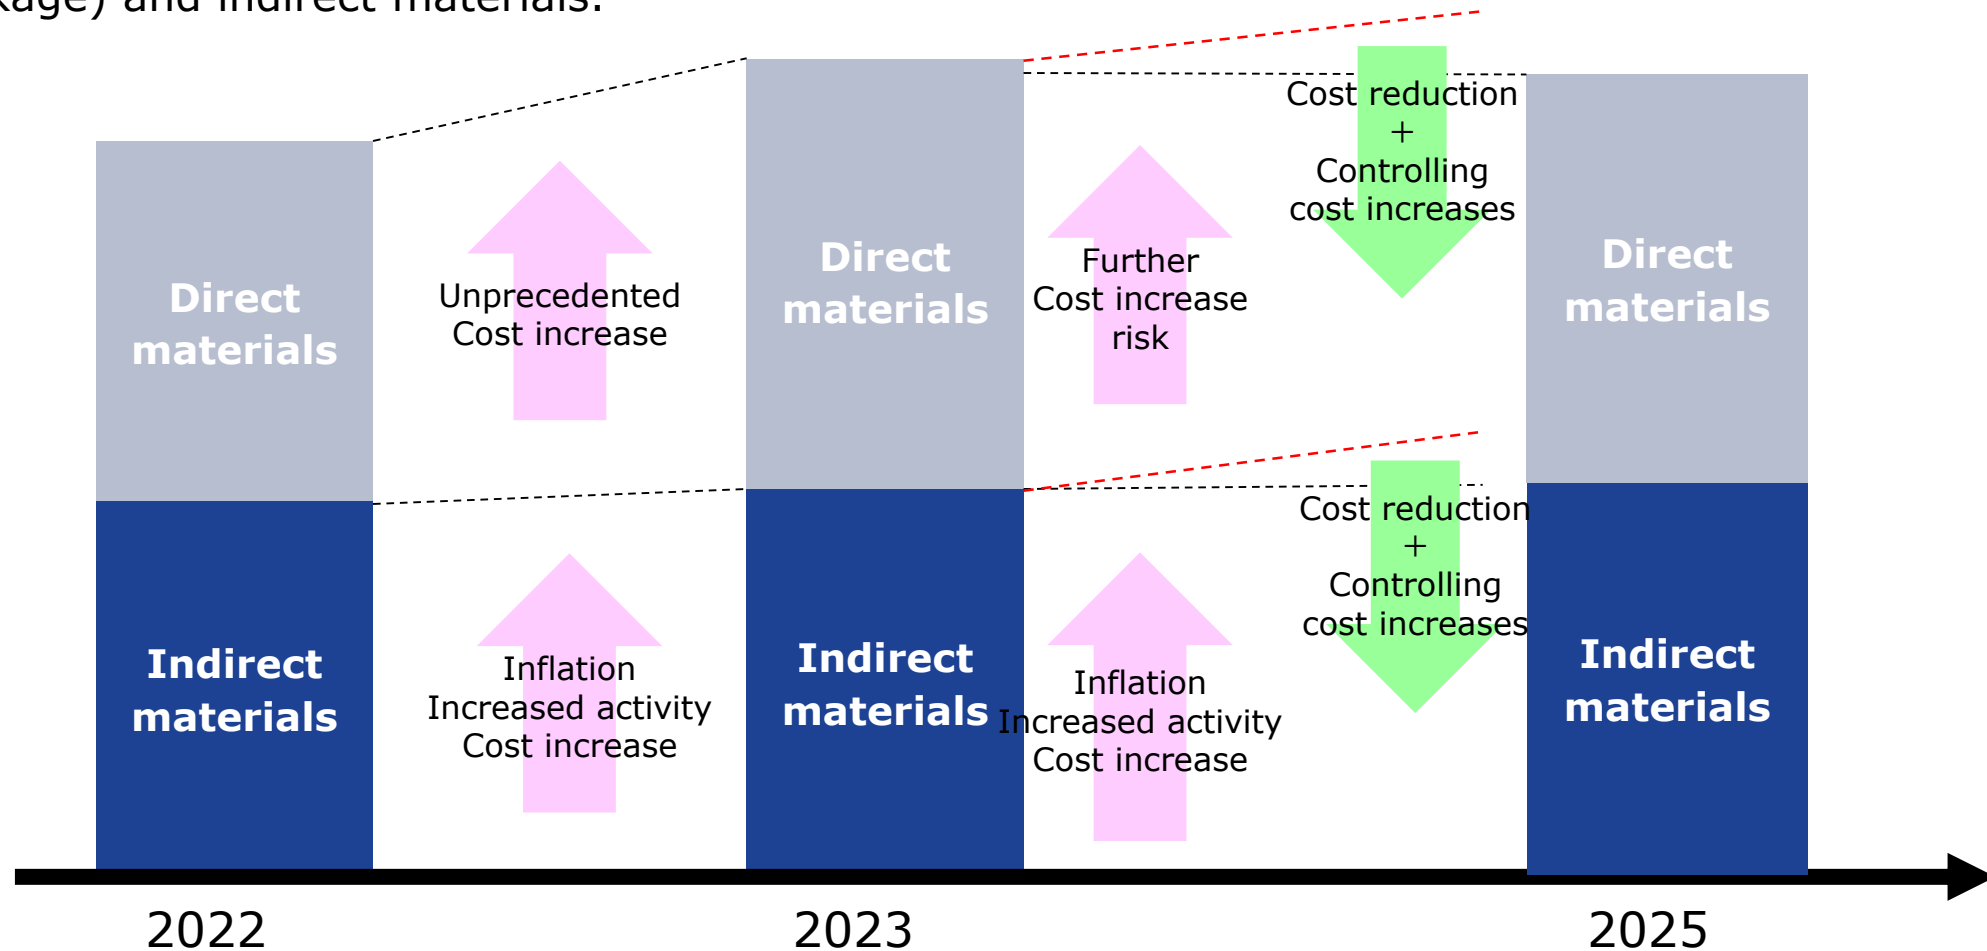 and indirect materials.
Direct
materials
Indirect
materials
Unprecedented
Cost increase
Inflation
Increased activity
Cost increase
Direct
materials
Indirect
materials
Further
Cost increase
risk
Inflation
Increased activity
Cost increase
Cost reduction
+
Controlling
cost increases
Cost reduction
+
Controlling
cost increases
Direct
materials
Indirect
materials
2022
2023
2025